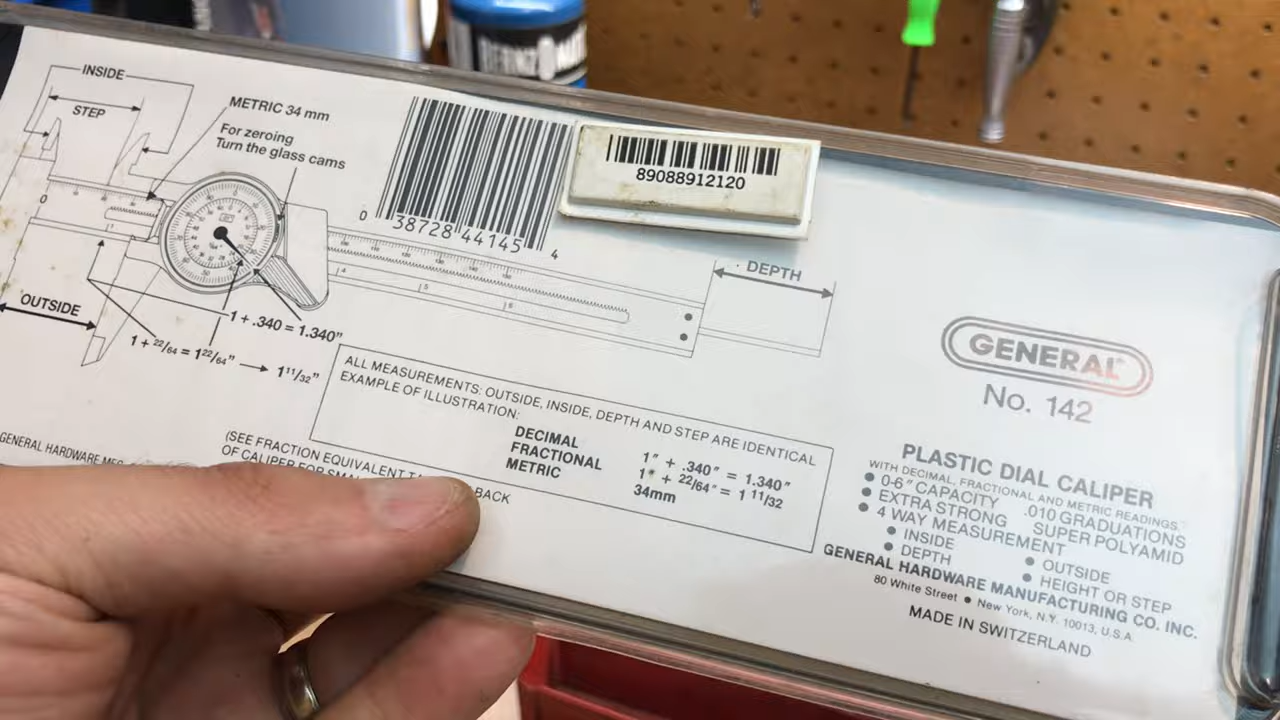 BERNZOMATIC
INSIDE
STEP
METRIC 34 mm
For zeroing
Turn the glass cams
0 38728 44145 4
89088912120
DEPTH
OUTSIDE
1 + .340 = 1.340"
1 + 22/64 = 1 22/64" → 1 11/32"
ALL MEASUREMENTS: OUTSIDE, INSIDE, DEPTH AND STEP ARE IDENTICAL
EXAMPLE OF ILLUSTRATION:
DECIMAL 1" + .340" = 1.340"
FRACTIONAL 1" + 22/64" = 1 11/32
METRIC 34mm
(SEE FRACTION EQUIVALENT
OF CALIPER FOR BACK
GENERAL HARDWARE
GENERAL
No. 142
PLASTIC DIAL CALIPER
WITH DECIMAL, FRACTIONAL AND METRIC READINGS.
• 0-6" CAPACITY .010 GRADUATIONS
• EXTRA STRONG SUPER POLYAMID
• 4 WAY MEASUREMENT
• INSIDE • OUTSIDE
• DEPTH • HEIGHT OR STEP
GENERAL HARDWARE MANUFACTURING CO. INC.
80 White Street • New York, N.Y. 10013, U.S.A.
MADE IN SWITZERLAND